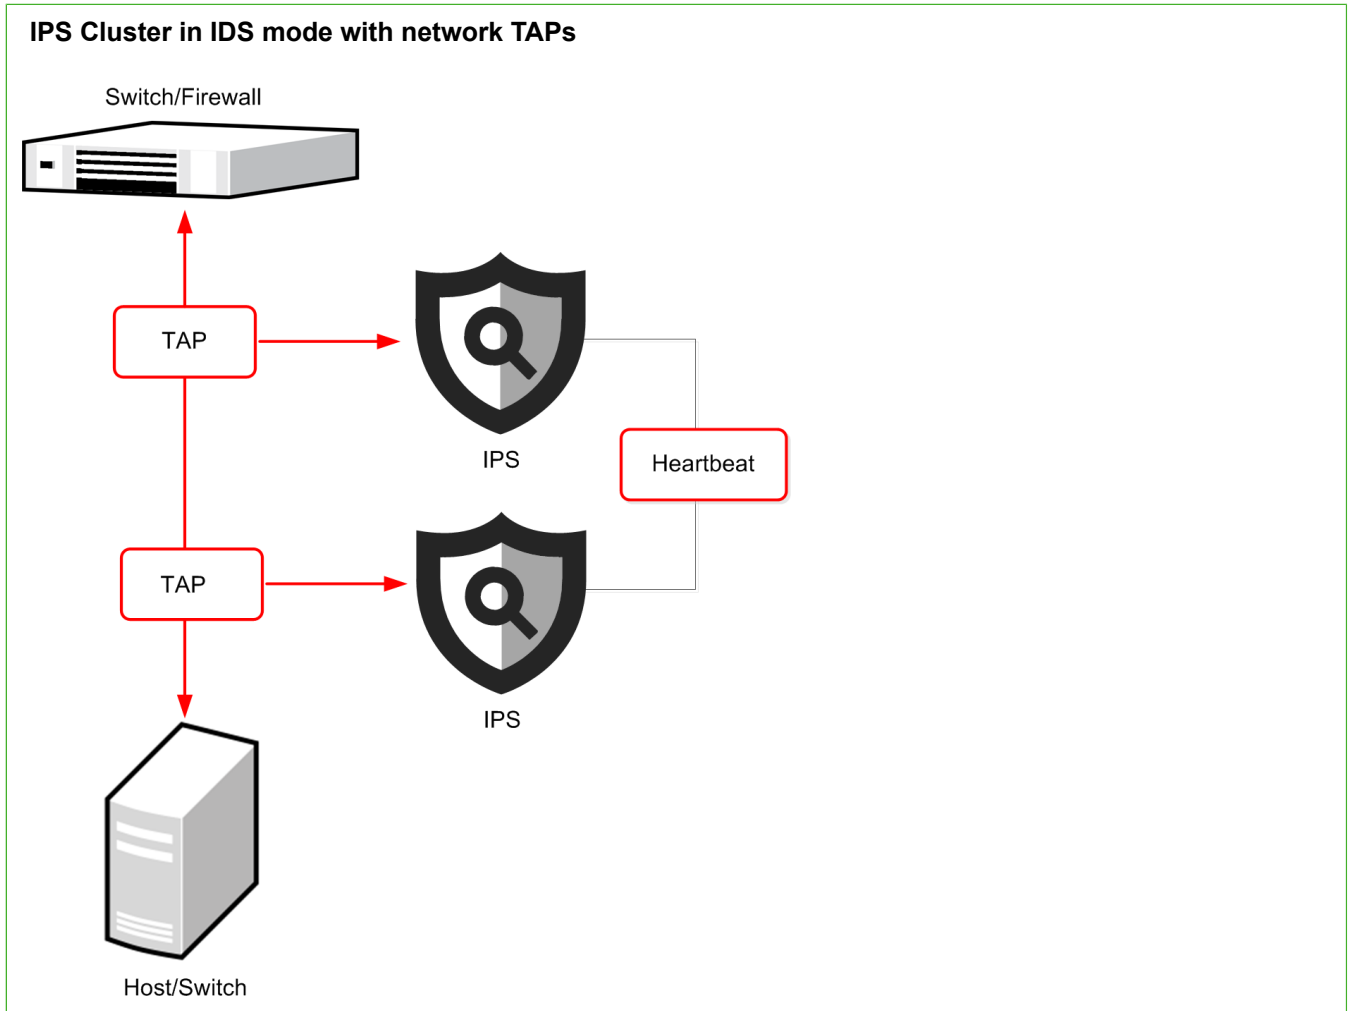 IPS Cluster in IDS mode with network TAPs
Switch/Firewall
TAP
IPS
Heartbeat
TAP
IPS
Host/Switch